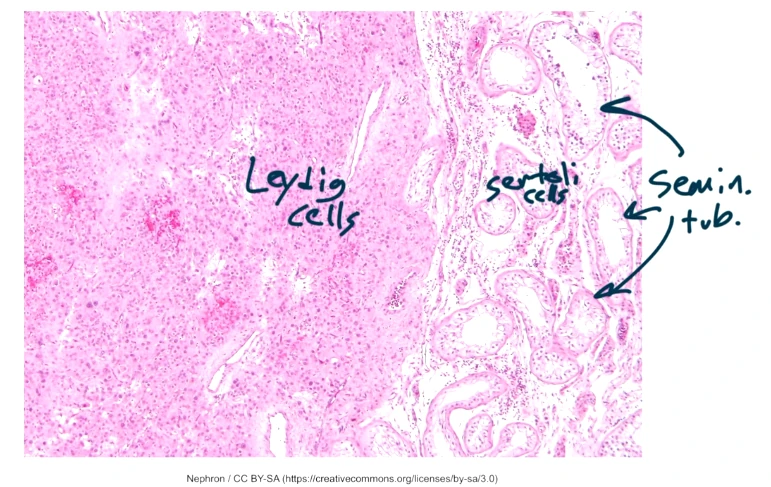 Leydig
cells
sertoli
cells
Semin.
tub.
Nephron / CC BY-SA (https://creativecommons.org/licenses/by-sa/3.0)